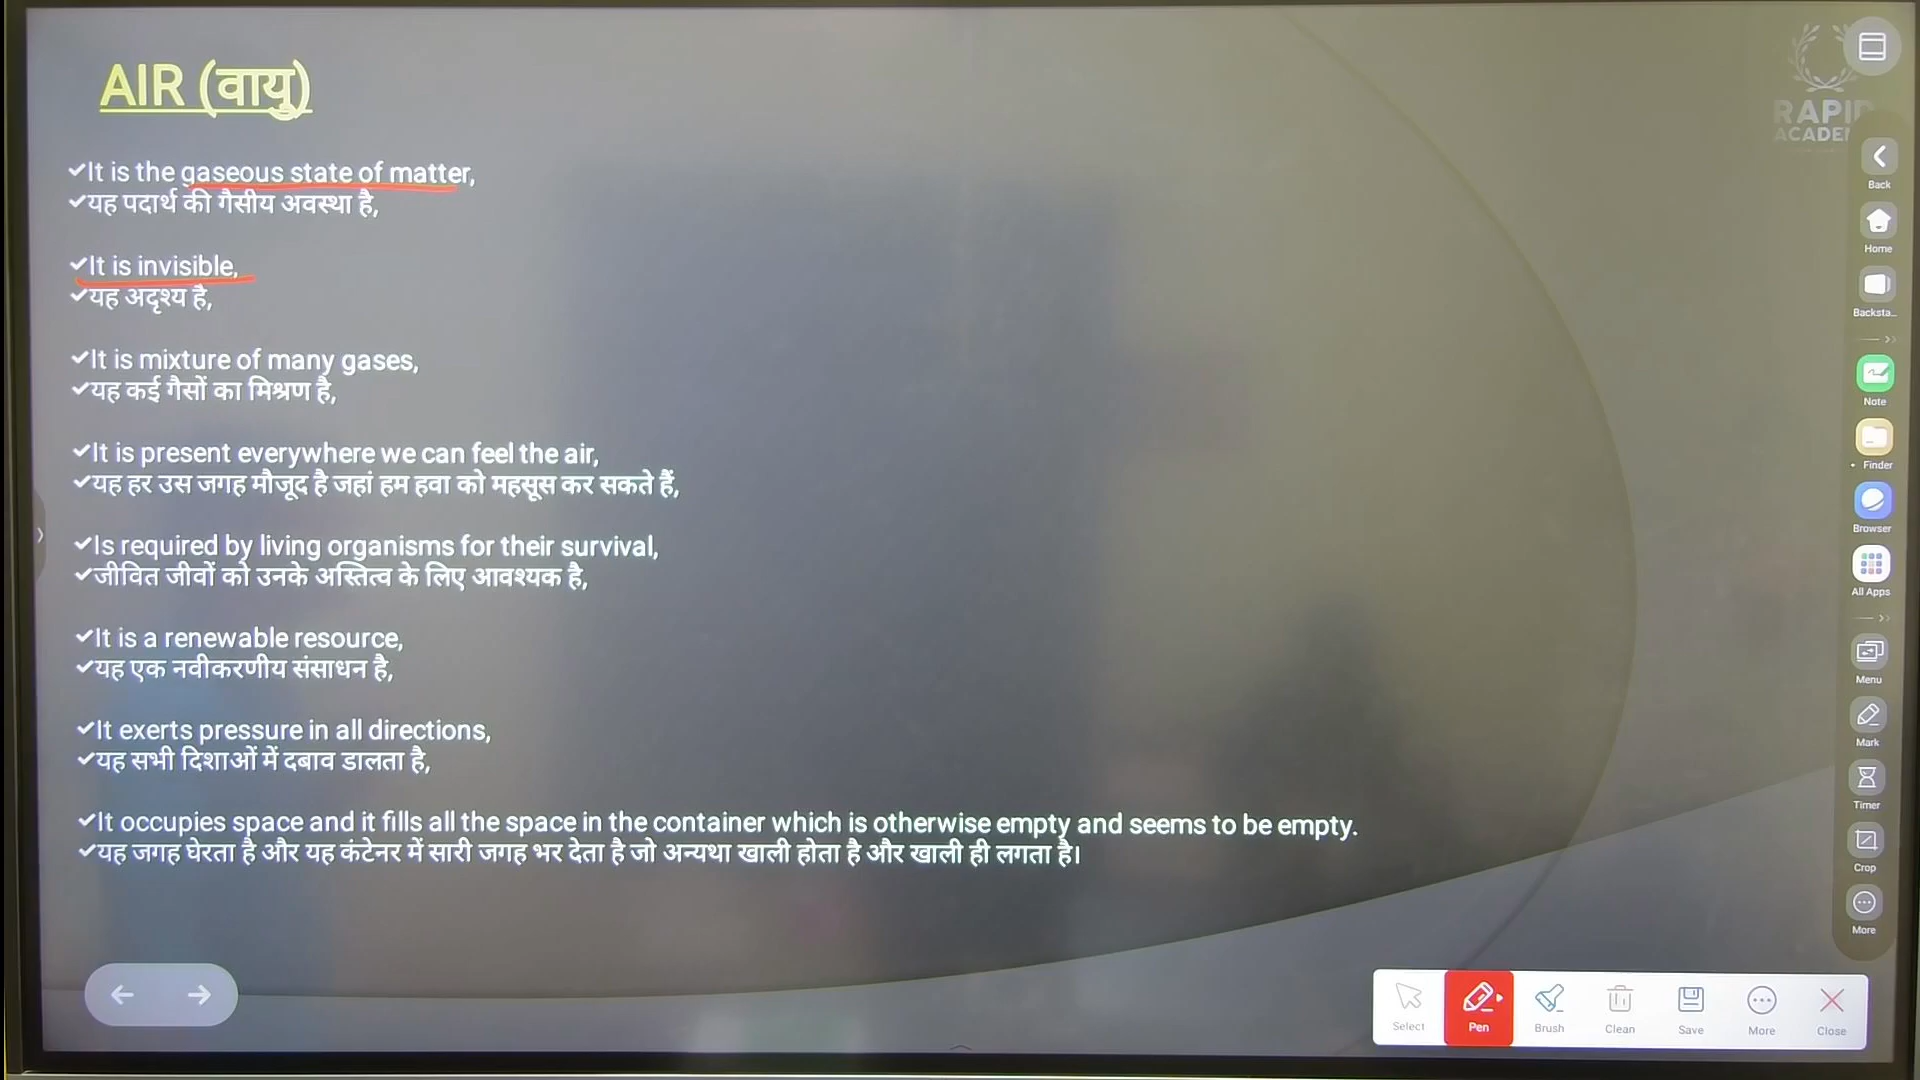 AIR (वायु)
RAPID
ACADEM
✓It is the gaseous state of matter,
✓यह पदार्थ की गैसीय अवस्था है,
✓It is invisible,
✓यह अदृश्य है,
✓It is mixture of many gases,
✓यह कई गैसों का मिश्रण है,
✓It is present everywhere we can feel the air,
✓यह हर उस जगह मौजूद है जहां हम हवा को महसूस कर सकते हैं,
✓Is required by living organisms for their survival,
✓जीवित जीवों को उनके अस्तित्व के लिए आवश्यक है,
✓It is a renewable resource,
✓यह एक नवीकरणीय संसाधन है,
✓It exerts pressure in all directions,
✓यह सभी दिशाओं में दबाव डालता है,
✓It occupies space and it fills all the space in the container which is otherwise empty and seems to be empty.
✓यह जगह घेरता है और यह कंटेनर में सारी जगह भर देता है जो अन्यथा खाली होता है और खाली ही लगता है।
Back
Home
Backsta...
Note
Finder
Browser
All Apps
Menu
Mark
Timer
Crop
More
Select
Pen
Brush
Clean
Save
More
Close